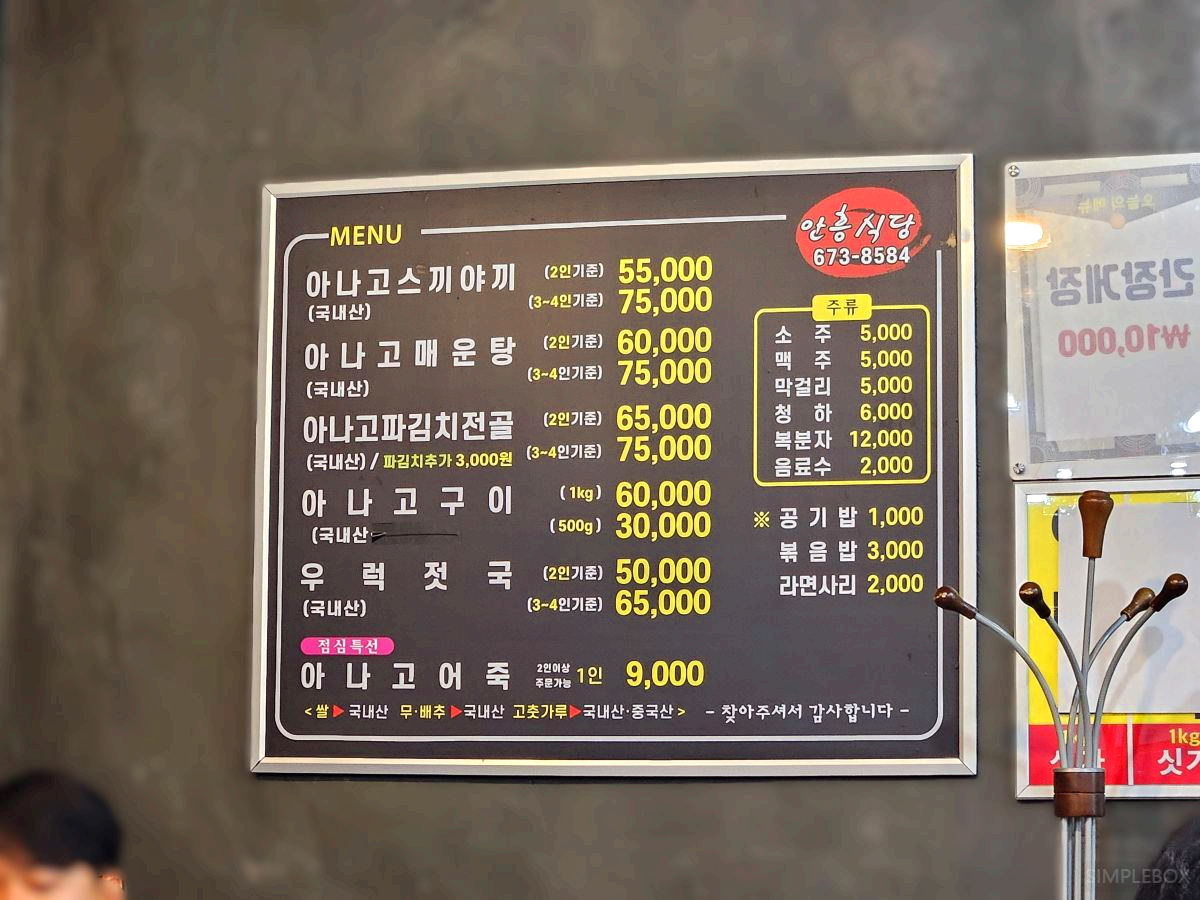 MENU
안흥식당
673-8584
아나고스끼야끼 (2인기준) 55,000
(국내산) (3~4인기준) 75,000
아나고매운탕 (2인기준) 60,000
(국내산) (3~4인기준) 75,000
아나고파김치전골 (2인기준) 65,000
(국내산) / 파김치추가 3,000원 (3~4인기준) 75,000
아나고구이 (1kg) 60,000
(국내산 (500g) 30,000
우럭젓국 (2인기준) 50,000
(국내산) (3~4인기준) 65,000
점심특선
아나고어죽 2인이상 주문가능 1인 9,000
<쌀▶국내산 무·배추▶국내산 고춧가루▶국내산·중국산>
- 찾아주셔서 감사합니다 -
주류
소주 5,000
맥주 5,000
막걸리 5,000
청하 6,000
복분자 12,000
음료수 2,000
※ 공기밥 1,000
볶음밥 3,000
라면사리 2,000
오늘의 메뉴
간장게장
₩10,000
1kg
SIMPLEBOX